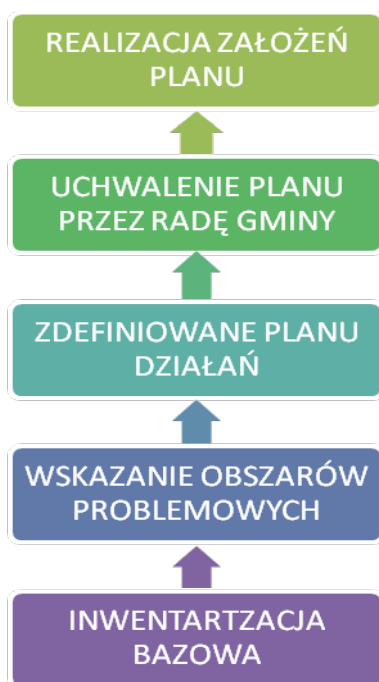 REALIZACJA ZAŁOŻEŃ
PLANU
UCHWALENIE PLANU
PRZEZ RADĘ GMINY
ZDEFINIOWANE PLANU
DZIAŁAŃ
WSKAZANIE OBSZARÓW
PROBLEMOWYCH
INWENTARTZACJA
BAZOWA